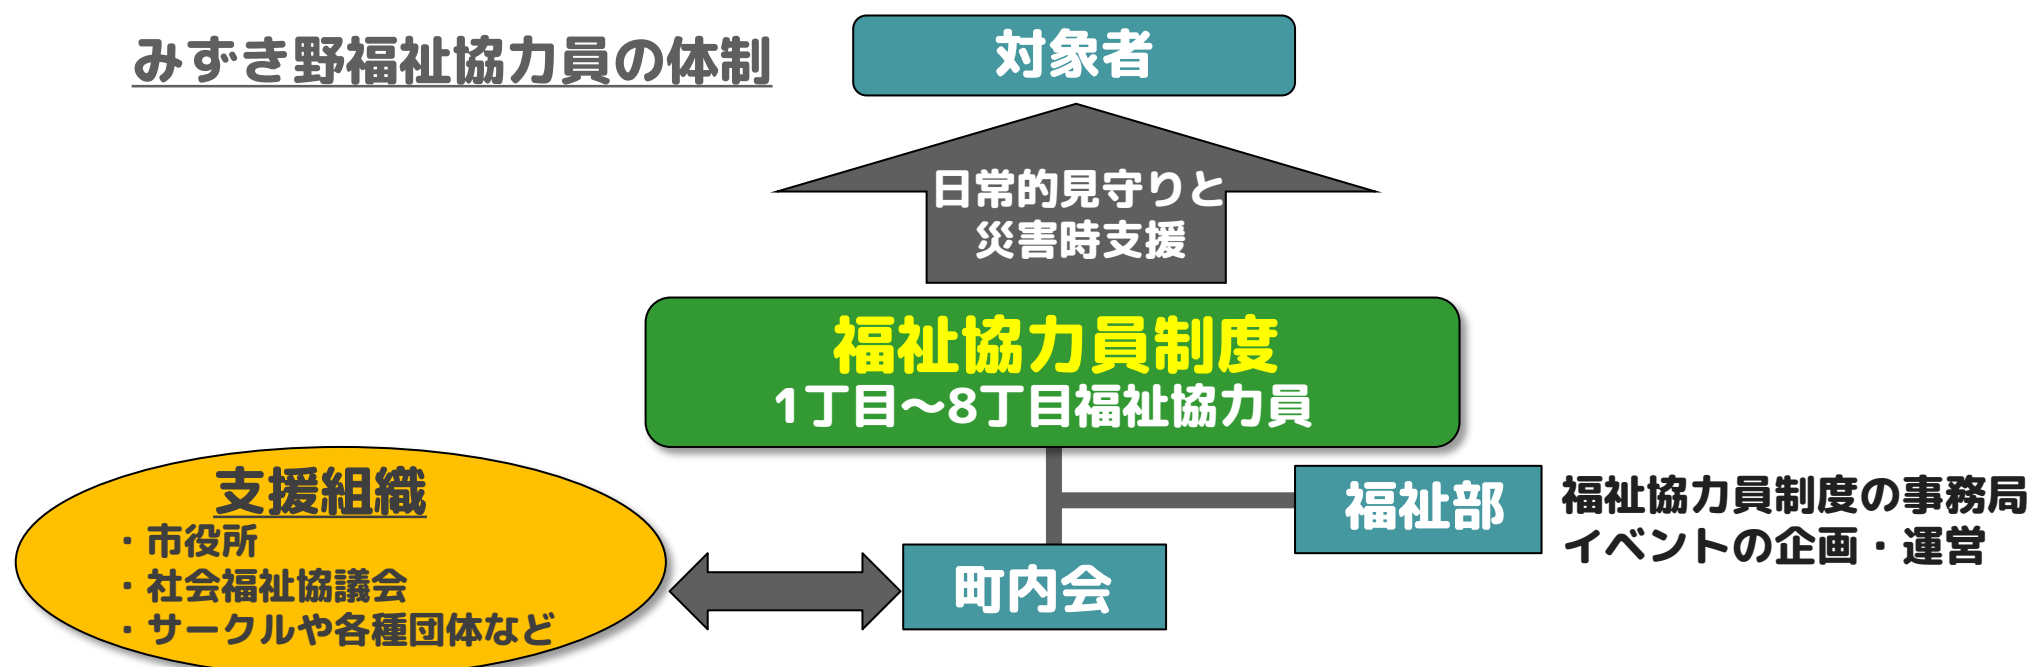 みずき野福祉協力員の体制
対象者
日常的見守りと
災害時支援
福祉協力員制度
1丁目～8丁目福祉協力員
支援組織
・市役所
・社会福祉協議会
・サークルや各種団体など
福祉部
福祉協力員制度の事務局
イベントの企画・運営
町内会